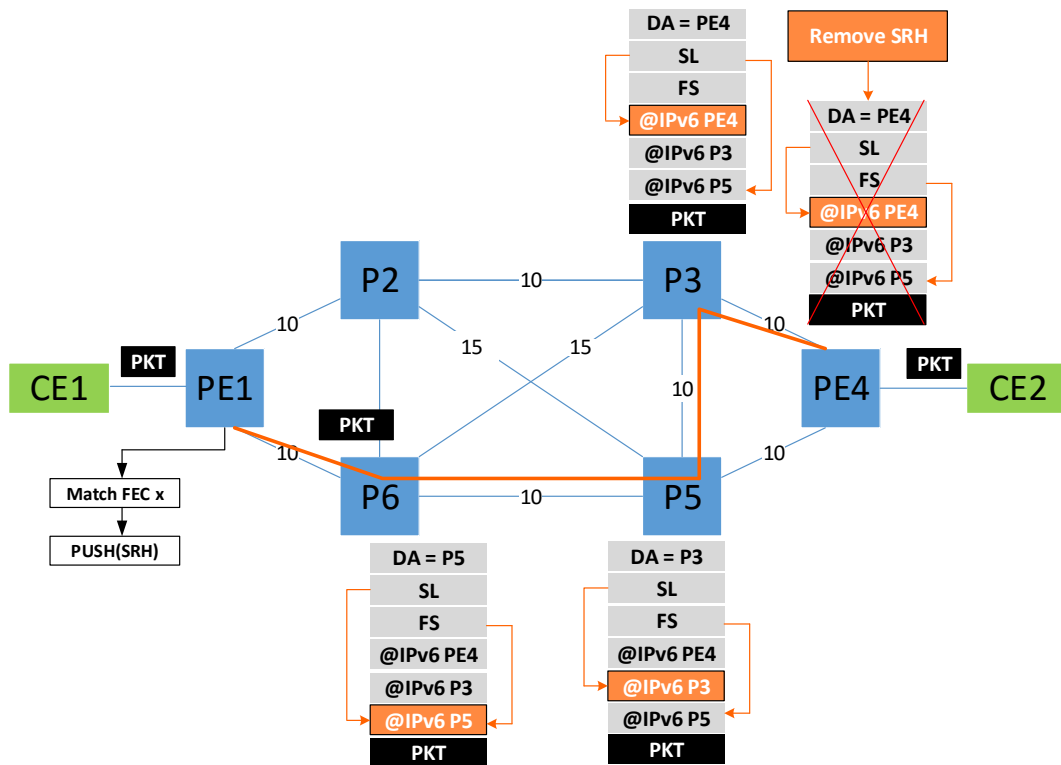 DA = PE4
SL
FS
@IPv6 PE4
@IPv6 P3
@IPv6 P5
PKT
Remove SRH
DA = PE4
SL
FS
@IPv6 PE4
@IPv6 P3
@IPv6 P5
PKT
P2
10
P3
10
10
15
15
PKT
CE1
PE1
10
PE4
PKT
CE2
PKT
10
10
P6
10
P5
Match FEC x
PUSH(SRH)
DA = P5
SL
FS
@IPv6 PE4
@IPv6 P3
@IPv6 P5
PKT
DA = P3
SL
FS
@IPv6 PE4
@IPv6 P3
@IPv6 P5
PKT